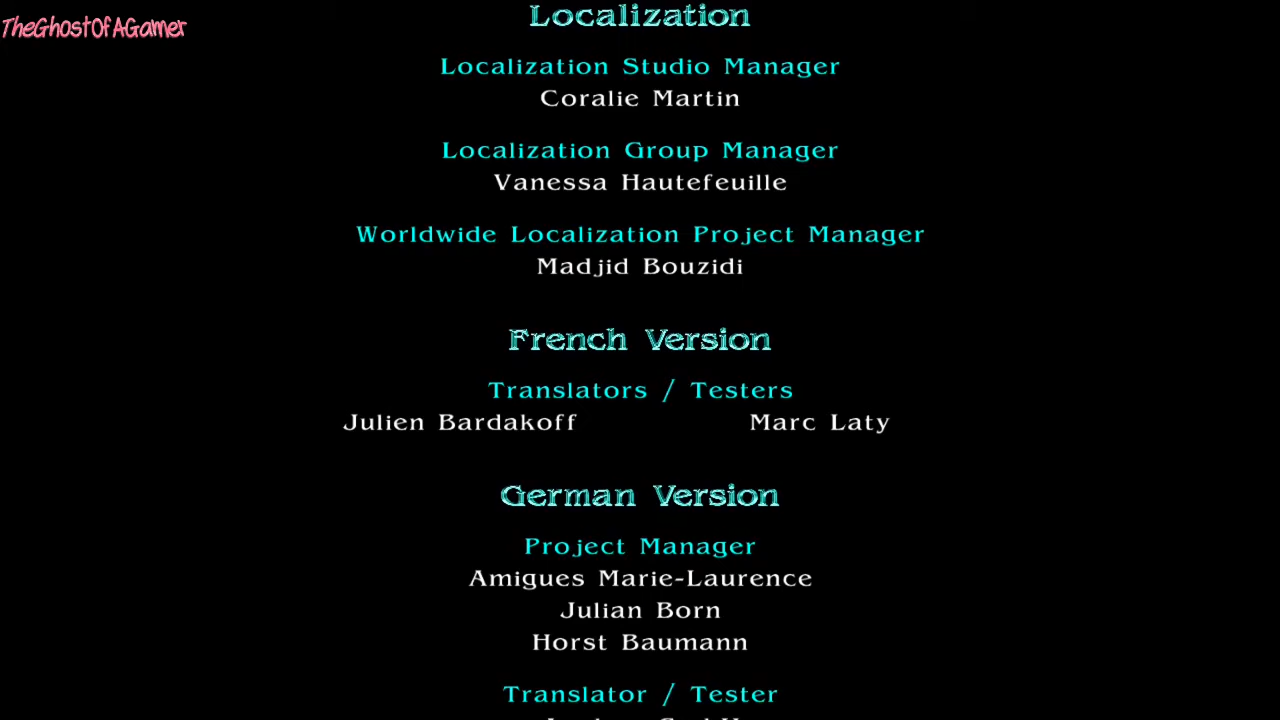 Localization
TheGhostOfAGamer
Localization Studio Manager
Coralie Martin
Localization Group Manager
Vanessa Hautefeuille
Worldwide Localization Project Manager
Madjid Bouzidi
French Version
Translators / Testers
Julien Bardakoff Marc Laty
German Version
Project Manager
Amigues Marie-Laurence
Julian Born
Horst Baumann
Translator / Tester